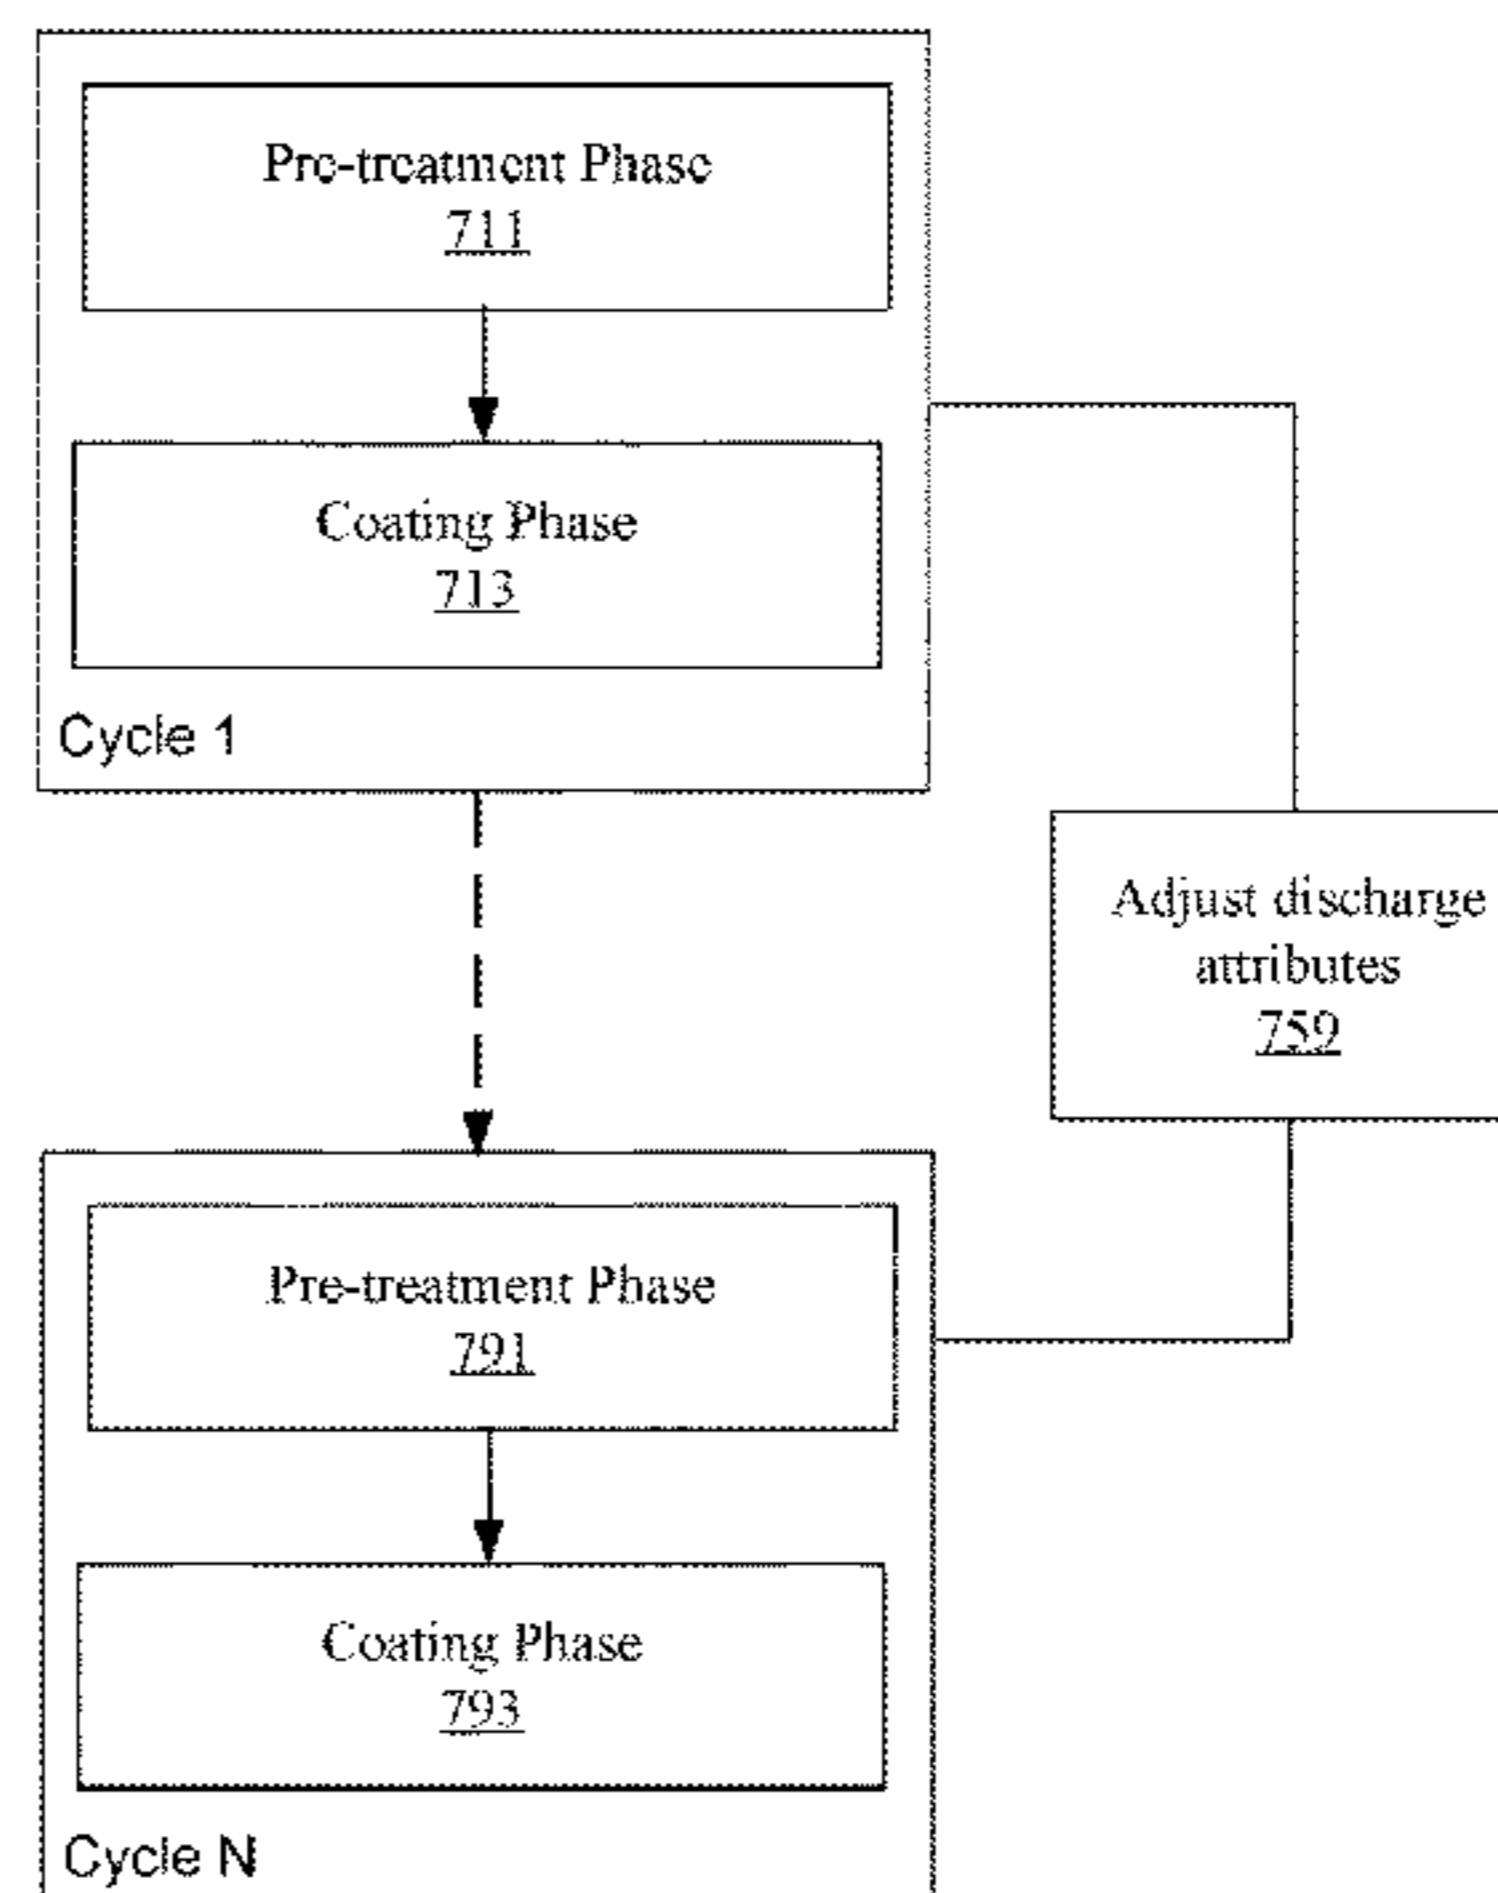 Pre-treatment Phase
711
Coating Phase
713
Cycle 1
Adjust discharge
attributes
759
Pre-treatment Phase
791
Coating Phase
793
Cycle N